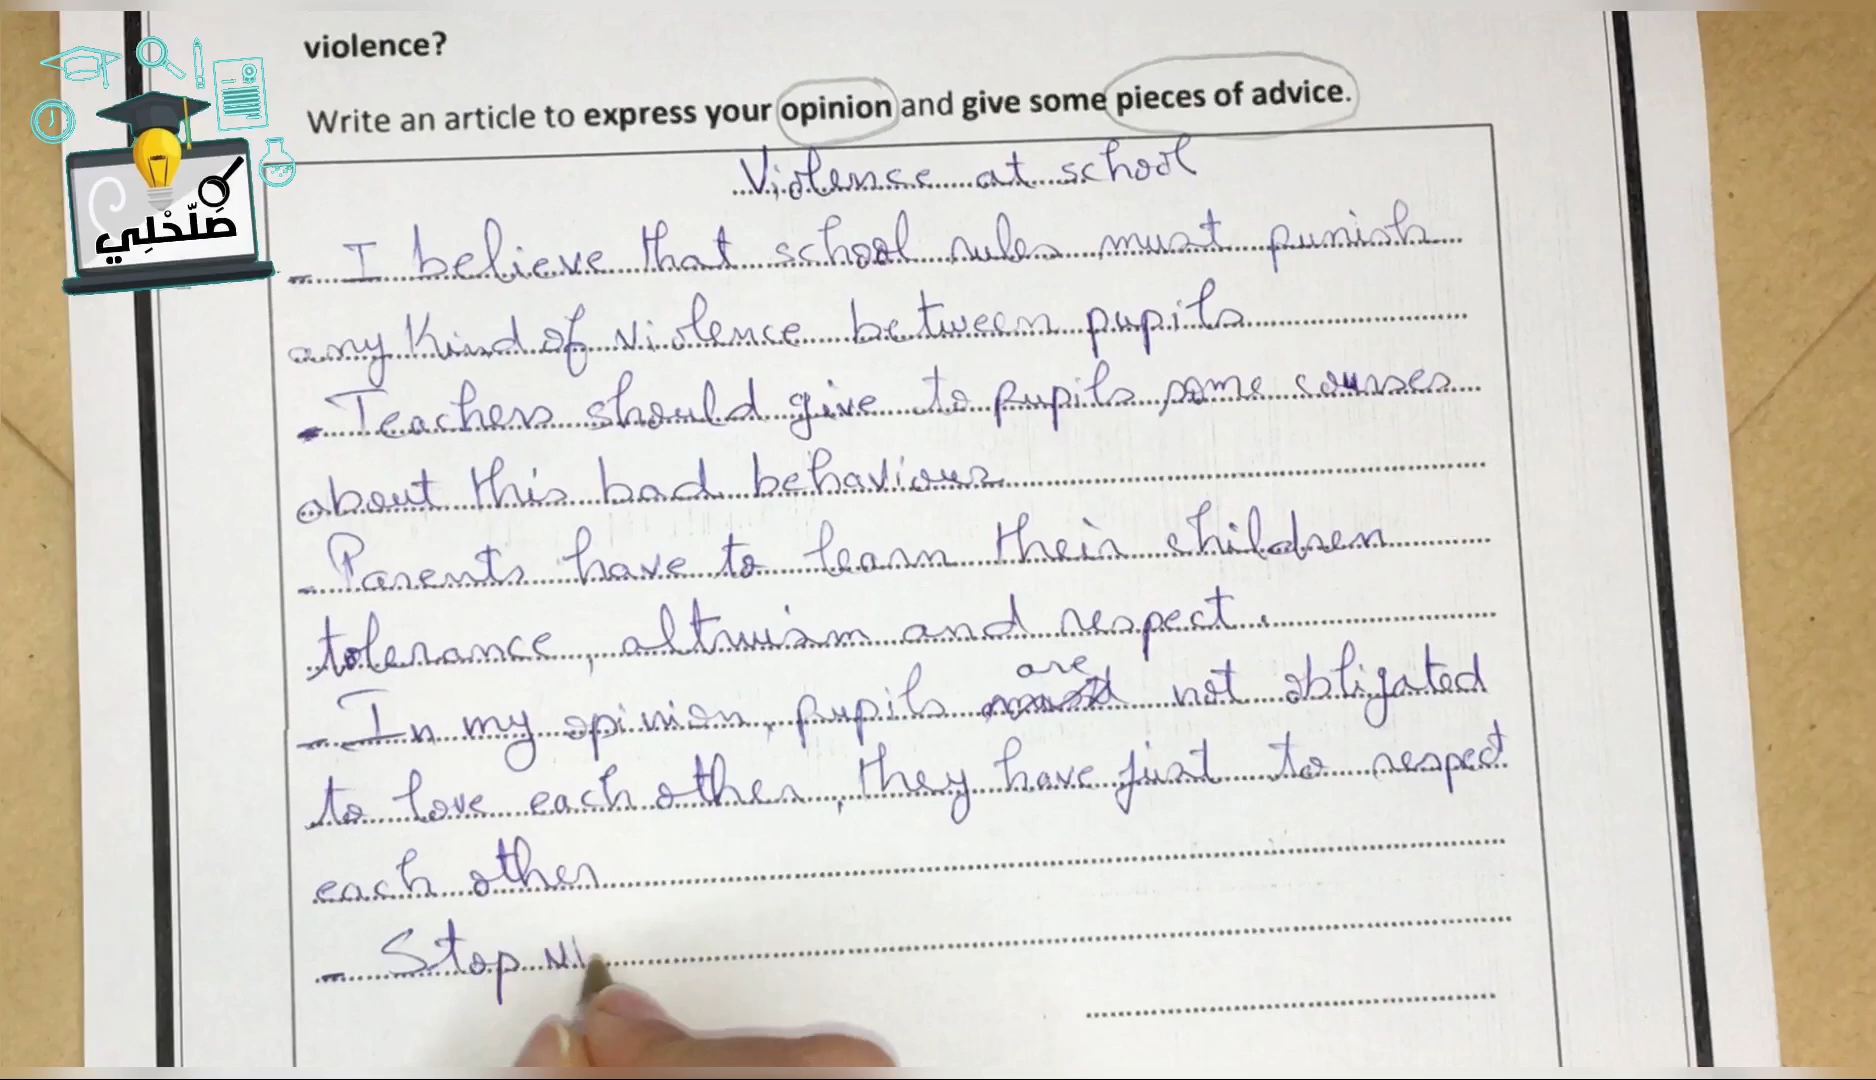 violence?
Write an article to express your opinion and give some pieces of advice.
Violence at school
- I believe that school rules must punish
any kind of violence between pupils
- Teachers should give to pupils some courses
about this bad behaviour
- Parents have to learn their children
tolerance, altruism and respect.
are
- In my opinion, pupils not obligated
to love each other, they have just to respect
each other
- Stop vi
صَلّحْلِي